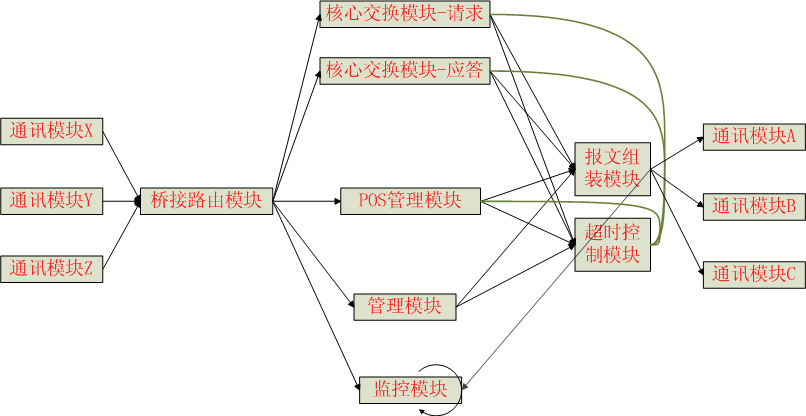 核心交换模块-请求
核心交换模块-应答
通讯模块X
通讯模块Y
通讯模块Z
桥接路由模块
POS管理模块
管理模块
监控模块
报文组
装模块
超时控
制模块
通讯模块A
通讯模块B
通讯模块C